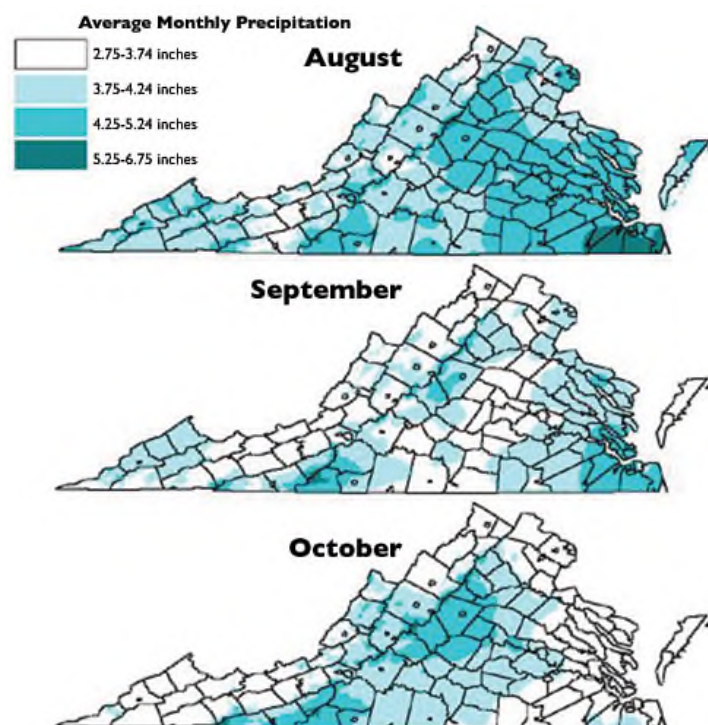 Average Monthly Precipitation
2.75-3.74 inches
3.75-4.24 inches
4.25-5.24 inches
5.25-6.75 inches
August
September
October